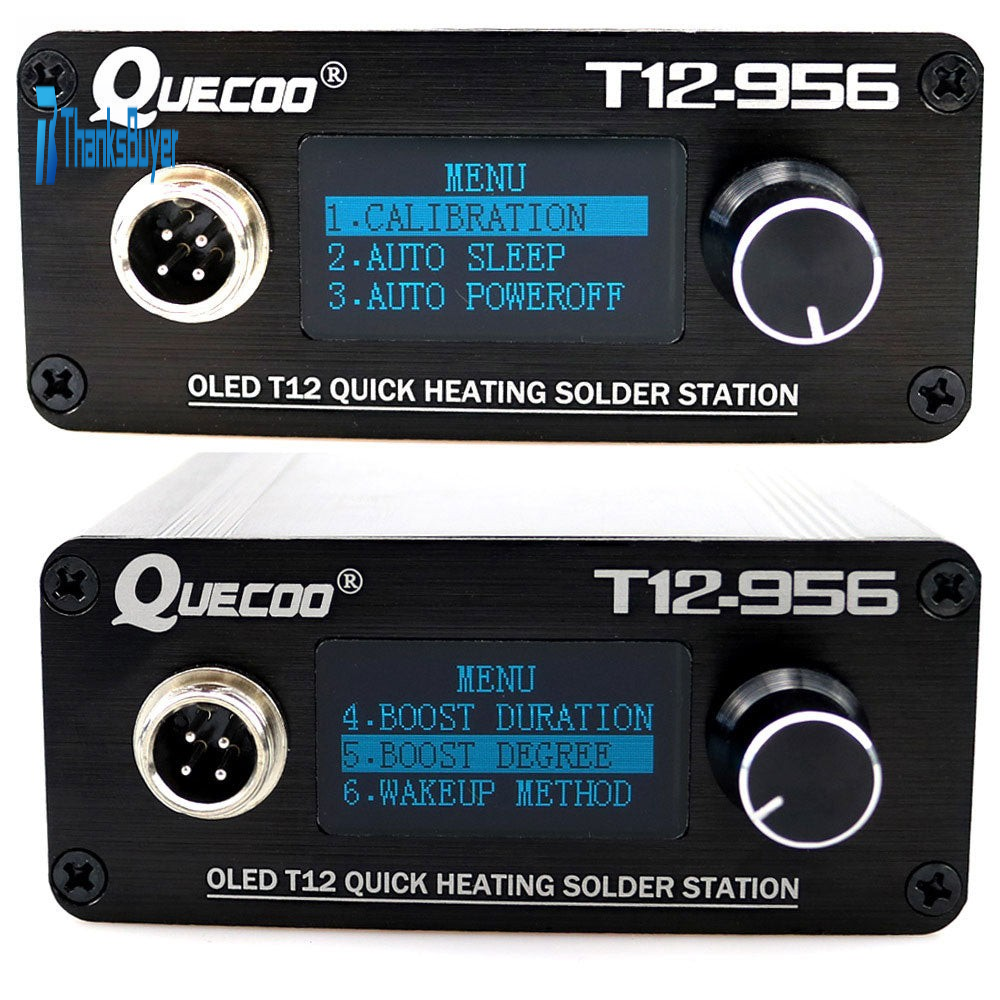 QUECOO® T12-956
ThanksBuyer
MENU
1.CALIBRATION
2.AUTO SLEEP
3.AUTO POWEROFF
OLED T12 QUICK HEATING SOLDER STATION
QUECOO® T12-956
MENU
4.BOOST DURATION
5.BOOST DEGREE
6.WAKEUP METHOD
OLED T12 QUICK HEATING SOLDER STATION